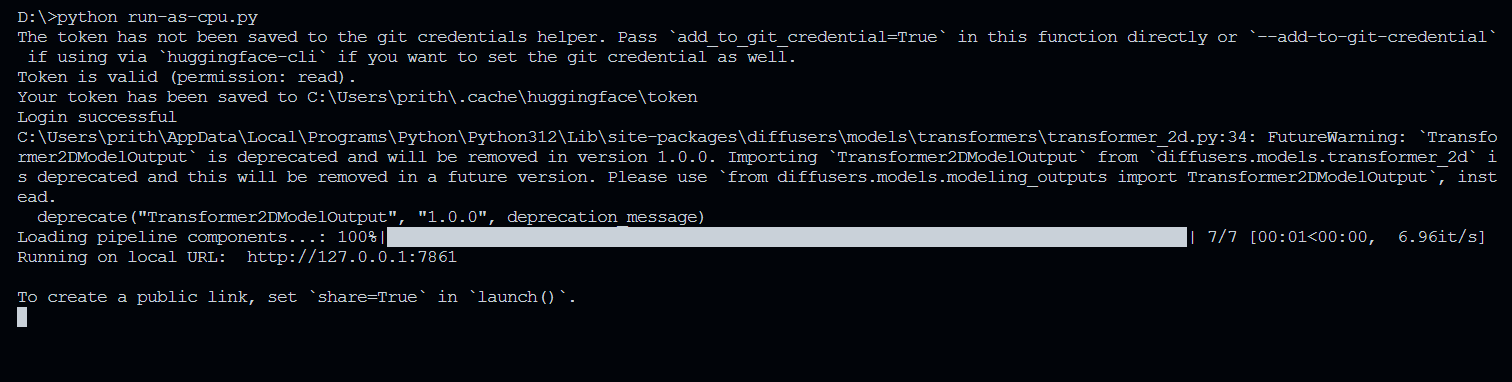 D:\>python run-as-cpu.py
The token has not been saved to the git credentials helper. Pass `add_to_git_credential=True` in this function directly or `--add-to-git-credential`
 if using via `huggingface-cli` if you want to set the git credential as well.
Token is valid (permission: read).
Your token has been saved to C:\Users\prith\.cache\huggingface\token
Login successful
C:\Users\prith\AppData\Local\Programs\Python\Python312\Lib\site-packages\diffusers\models\transformers\transformer_2d.py:34: FutureWarning: `Transfo
rmer2DModelOutput` is deprecated and will be removed in version 1.0.0. Importing `Transformer2DModelOutput` from `diffusers.models.transformer_2d` i
s deprecated and this will be removed in a future version. Please use `from diffusers.models.modeling_outputs import Transformer2DModelOutput`, inst
ead.
  deprecate("Transformer2DModelOutput", "1.0.0", deprecation_message)
Loading pipeline components...: 100%|| 7/7 [00:01<00:00,  6.96it/s]
Running on local URL:  http://127.0.0.1:7861
To create a public link, set `share=True` in `launch()`.